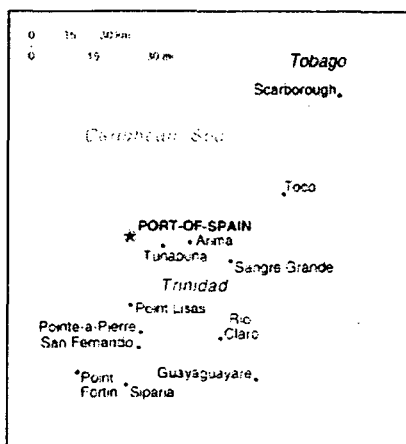 0 15 30 km
0 15 30 mi
Tobago
Scarborough
Caribbean Sea
Toco
PORT-OF-SPAIN
Arima
Tunapuna
Sangre Grande
Trinidad
Point Lisas
Rio
Claro
Pointe-a-Pierre
San Fernando
Point
Fortin
Siparia
Guayaguayare